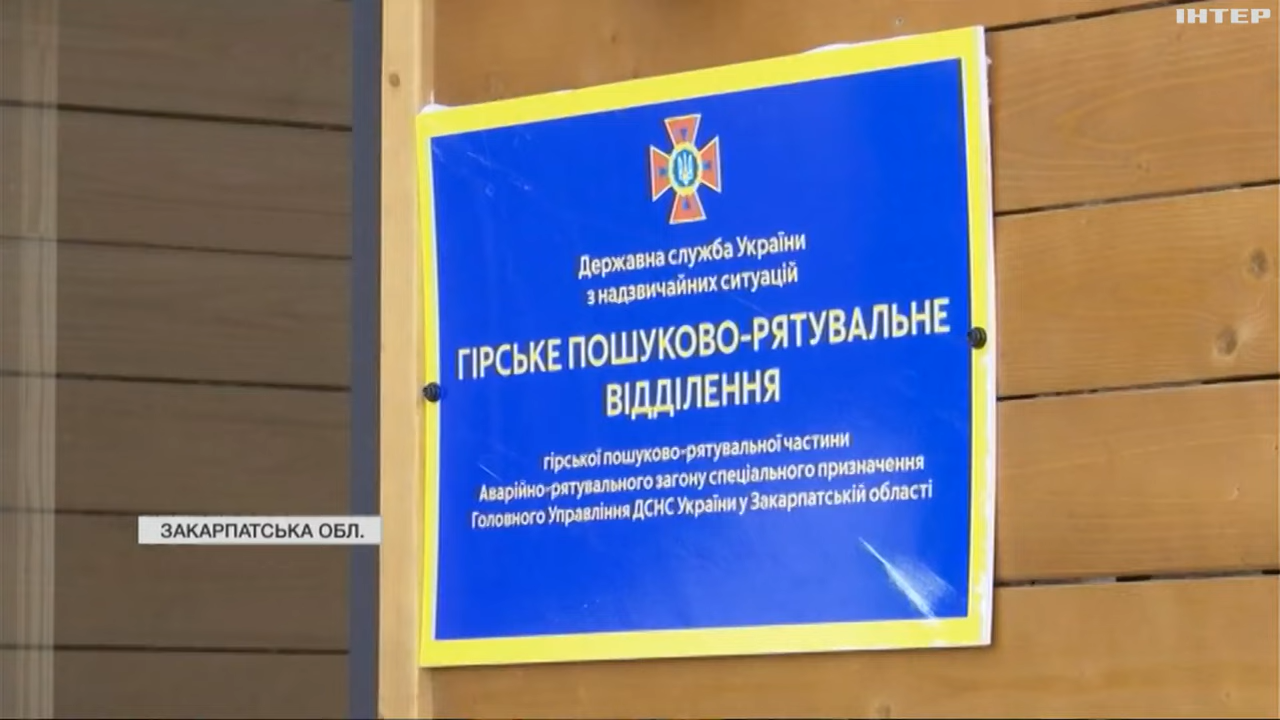 ІНТЕР
Державна служба України
з надзвичайних ситуацій
ГІРСЬКЕ ПОШУКОВО-РЯТУВАЛЬНЕ
ВІДДІЛЕННЯ
гірської пошуково-рятувальної частини
Аварійно-рятувального загону спеціального призначення
Головного Управління ДСНС України у Закарпатській області
ЗАКАРПАТСЬКА ОБЛ.